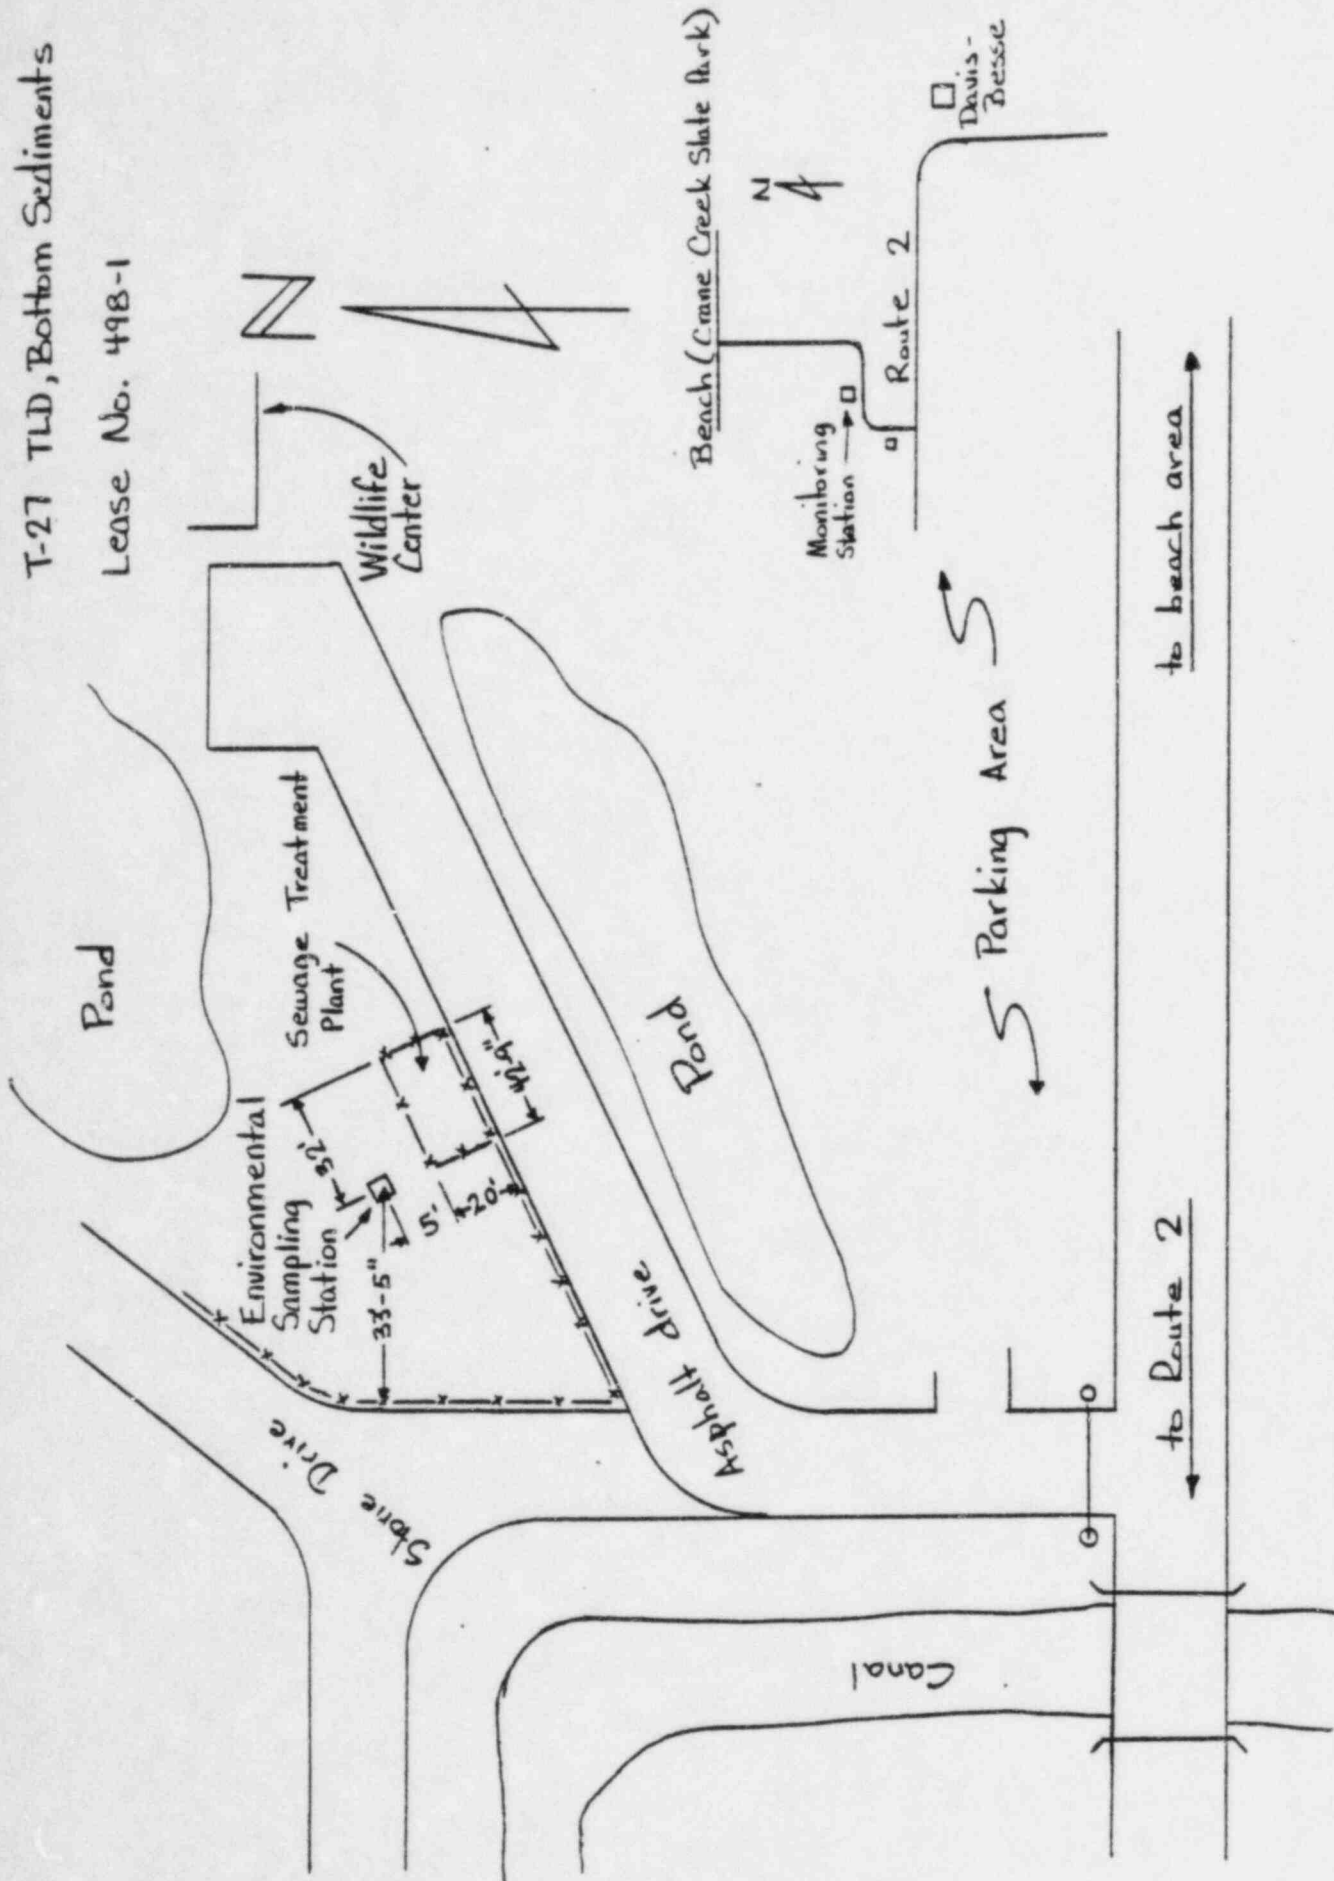 T-27 TLD, Bottom Sediments
Lease No. 498-1
N
Pond
Wildlife
Center
Sewage Treatment
Plant
Environmental
Sampling
Station
32'
42'9"
5'
20'
33'-5"
Stone Drive
Asphalt drive
Pond
Beach (Crane Creek State Park)
N
Monitoring
Station
Route 2
Davis-
Besse
Parking Area
Canal
to Route 2
to beach area